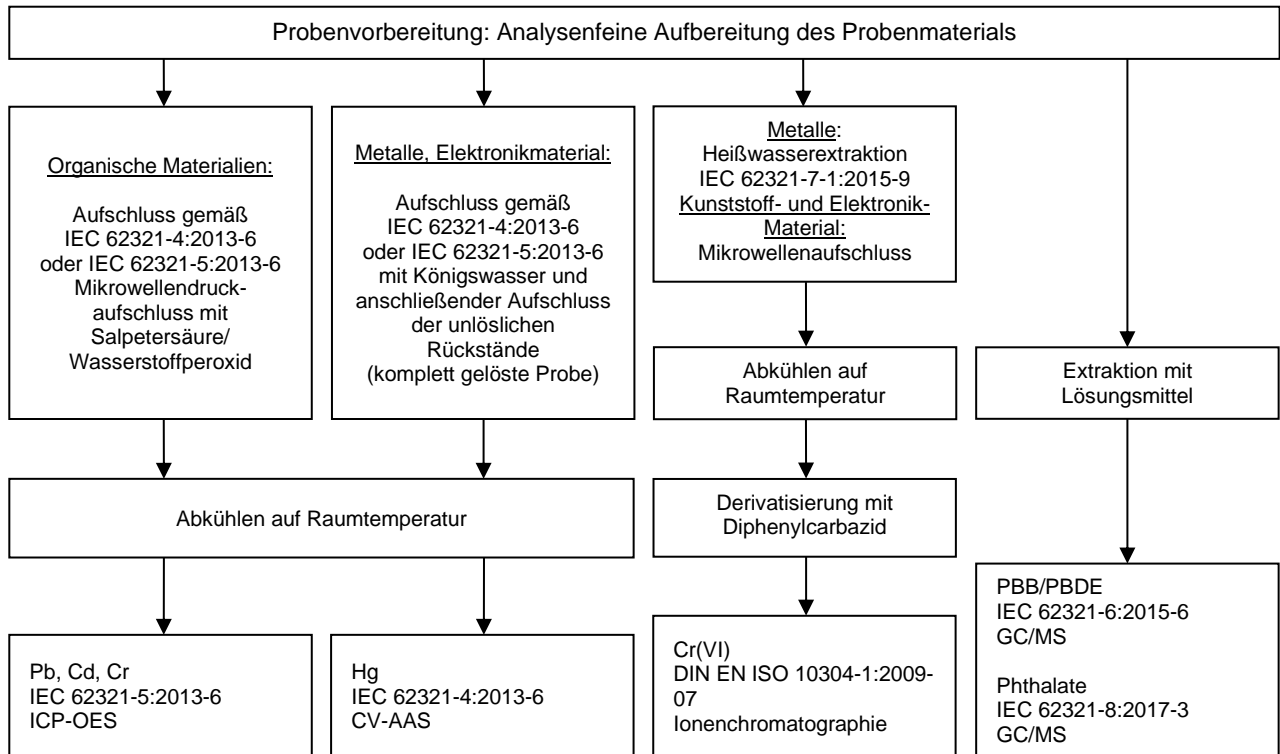 Probenvorbereitung: Analysenfeine Aufbereitung des Probenmaterials
Organische Materialien:
Aufschluss gemäß
IEC 62321-4:2013-6
oder IEC 62321-5:2013-6
Mikrowellendruck-
aufschluss mit
Salpetersäure/
Wasserstoffperoxid
Metalle, Elektronikmaterial:
Aufschluss gemäß
IEC 62321-4:2013-6
oder IEC 62321-5:2013-6
mit Königswasser und
anschließender Aufschluss
der unlöslichen
Rückstände
(komplett gelöste Probe)
Metalle:
Heißwasserextraktion
IEC 62321-7-1:2015-9
Kunststoff- und Elektronik-
Material:
Mikrowellenaufschluss
Abkühlen auf
Raumtemperatur
Extraktion mit
Lösungsmittel
Abkühlen auf Raumtemperatur
Derivatisierung mit
Diphenylcarbazid
Pb, Cd, Cr
IEC 62321-5:2013-6
ICP-OES
Hg
IEC 62321-4:2013-6
CV-AAS
Cr(VI)
DIN EN ISO 10304-1:2009-
07
Ionenchromatographie
PBB/PBDE
IEC 62321-6:2015-6
GC/MS
Phthalate
IEC 62321-8:2017-3
GC/MS